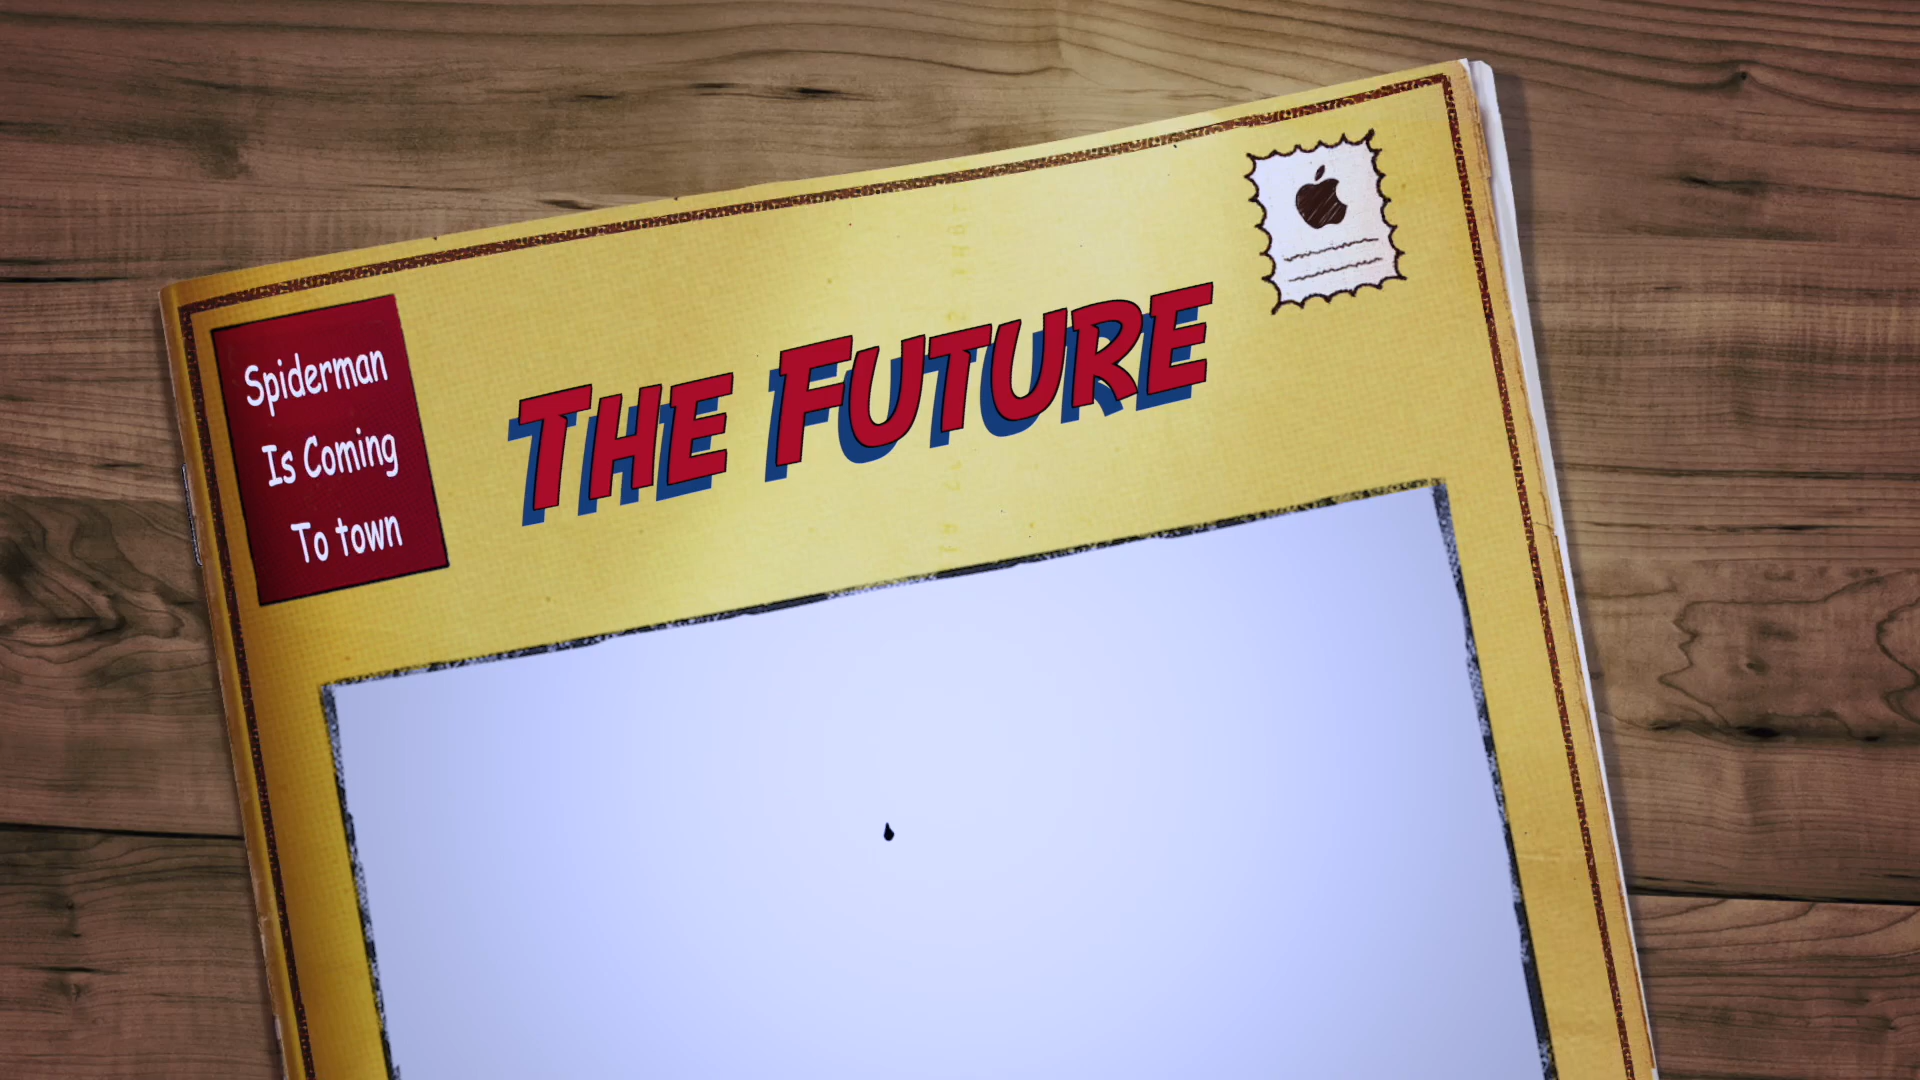 Spiderman
Is Coming
To town
THE FUTURE